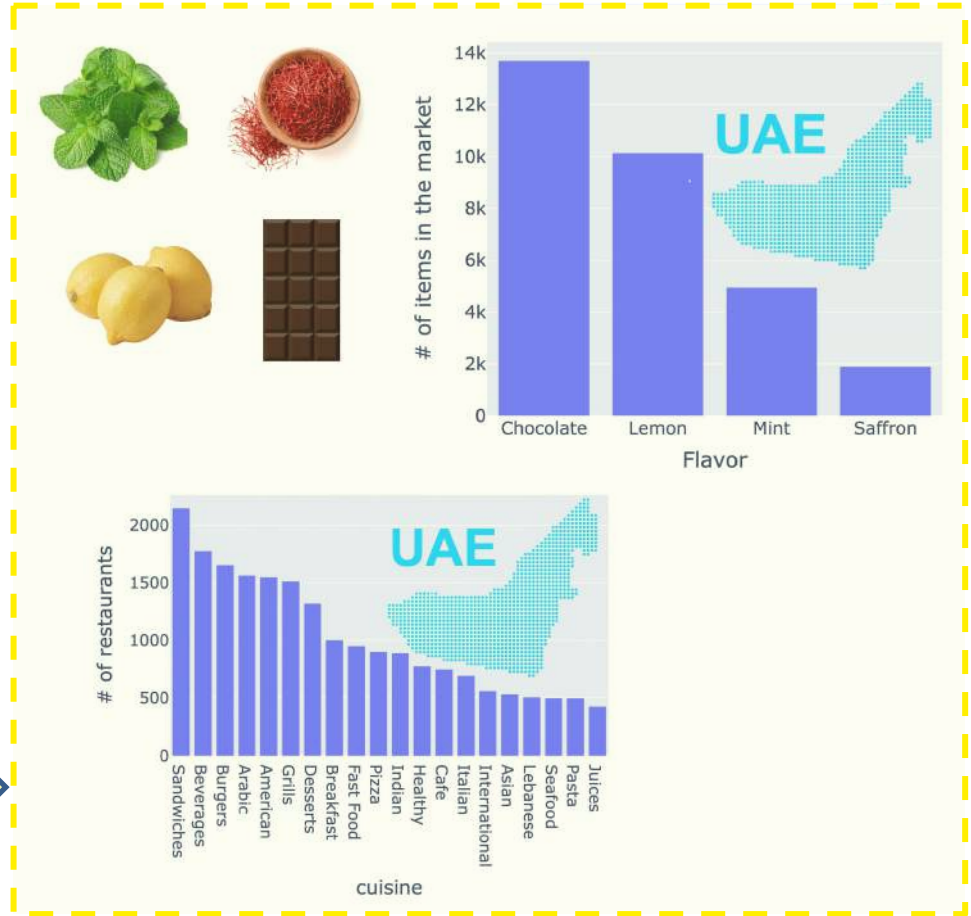 14k
12k
10k
8k
6k
4k
2k
0
# of items in the market
UAE
Chocolate Lemon Mint Saffron
Flavor
2000
1500
1000
500
0
# of restaurants
UAE
Sandwiches
Beverages
Burgers
Arabic
American
Grills
Desserts
Breakfast
Fast Food
Pizza
Indian
Healthy
Cafe
Italian
International
Asian
Lebanese
Seafood
Pasta
Juices
cuisine